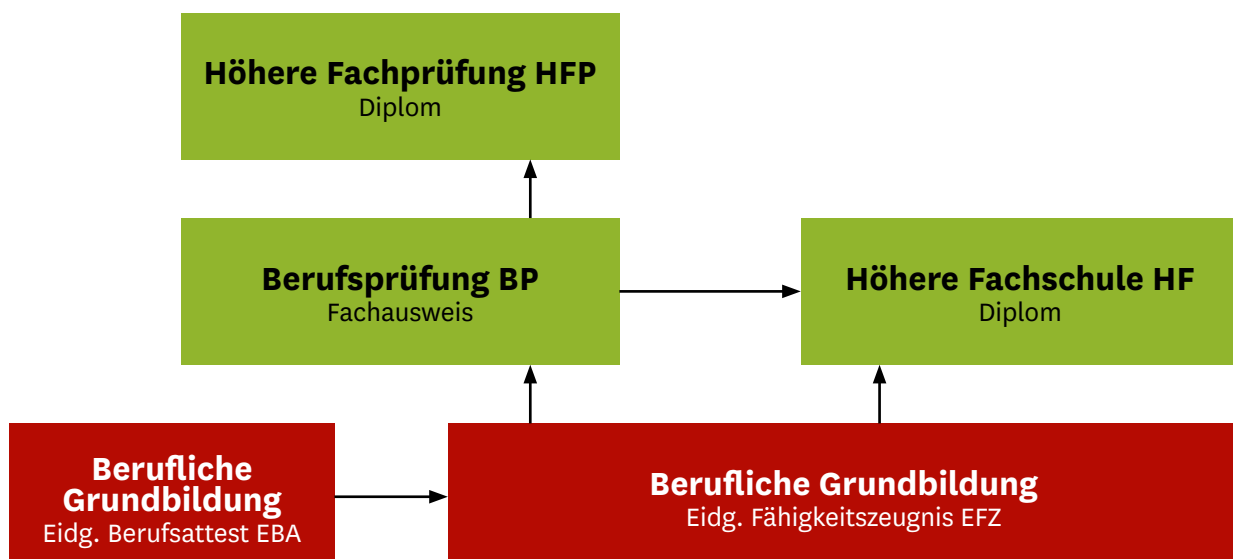 Höhere Fachprüfung HFP
Diplom
Berufsprüfung BP
Fachausweis
Höhere Fachschule HF
Diplom
Berufliche
Grundbildung
Eidg. Berufsattest EBA
Berufliche Grundbildung
Eidg. Fähigkeitszeugnis EFZ